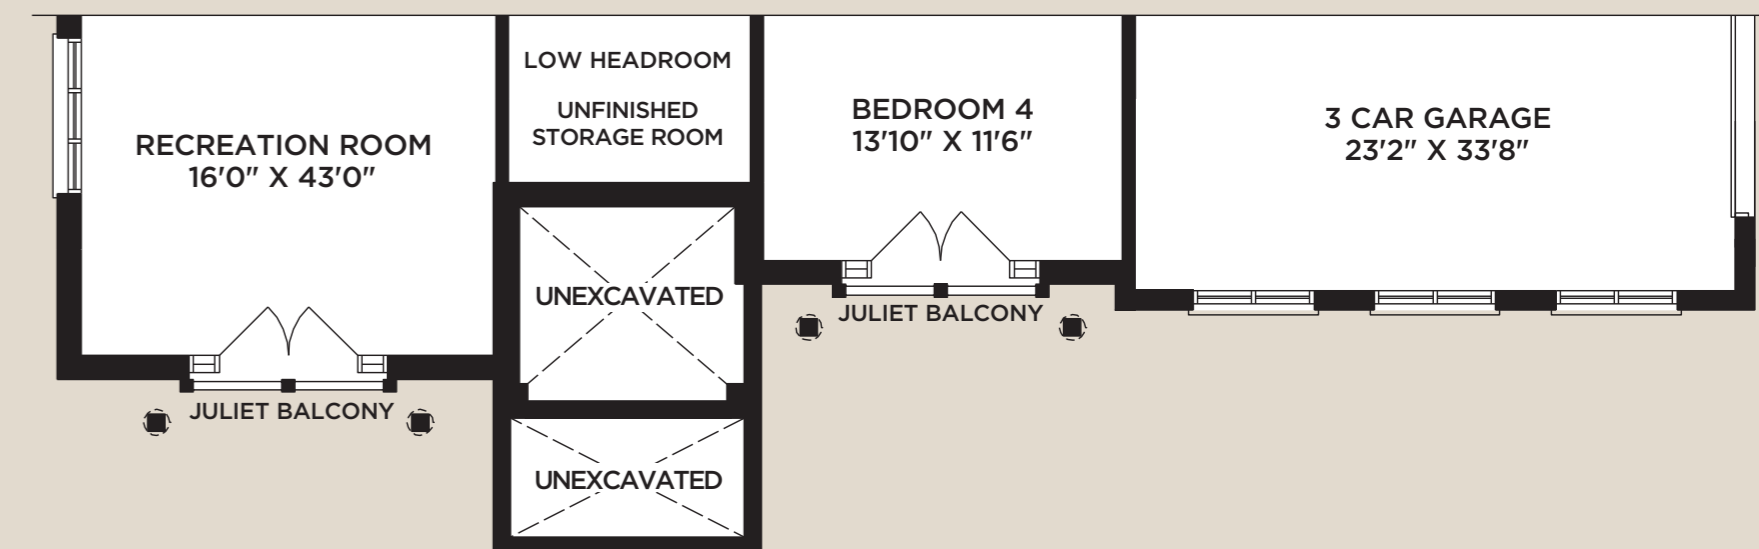 RECREATION ROOM
16'0" X 43'0"
JULIET BALCONY
LOW HEADROOM
UNFINISHED
STORAGE ROOM
UNEXCAVATED
UNEXCAVATED
BEDROOM 4
13'10" X 11'6"
JULIET BALCONY
3 CAR GARAGE
23'2" X 33'8"